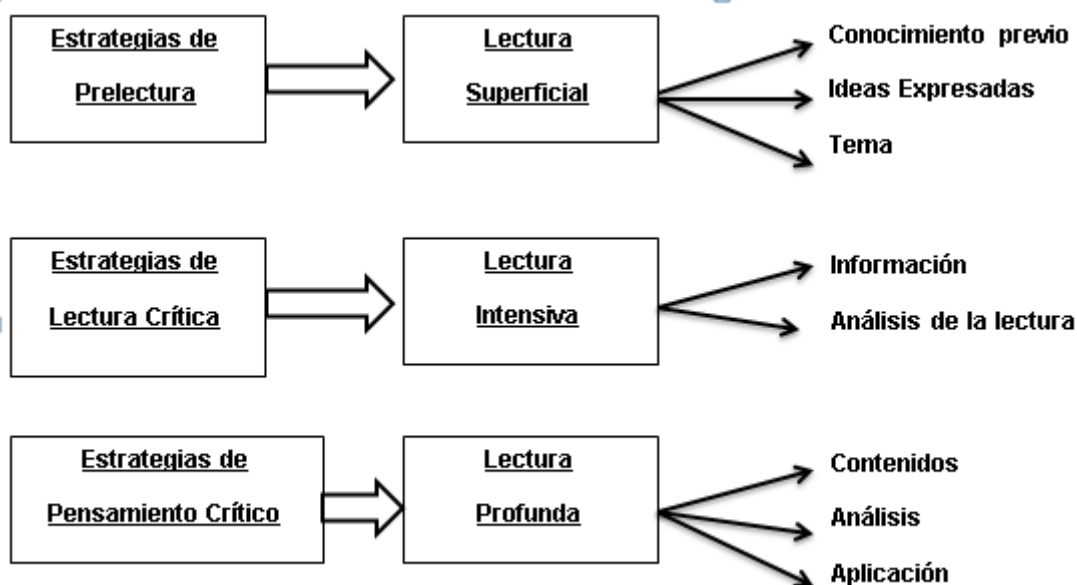 Estrategias de
Prelectura
Lectura
Superficial
Conocimiento previo
Ideas Expresadas
Tema
Estrategias de
Lectura Crítica
Lectura
Intensiva
Información
Análisis de la lectura
Estrategias de
Pensamiento Crítico
Lectura
Profunda
Contenidos
Análisis
Aplicación